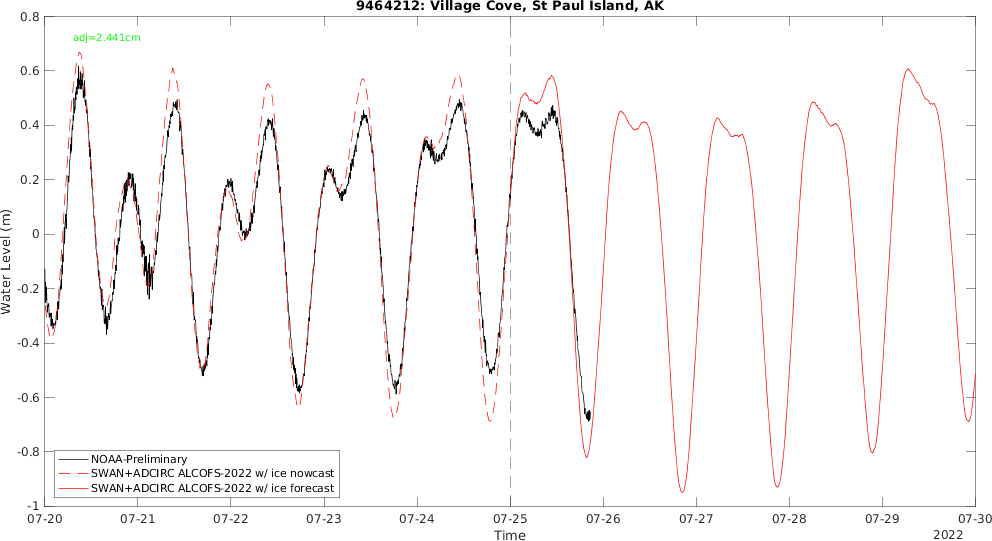 9464212: Village Cove, St Paul Island, AK
adj=2.441cm
0.8
0.6
0.4
0.2
0
-0.2
-0.4
-0.6
-0.8
-1
Water Level (m)
NOAA-Preliminary
SWAN+ADCIRC ALCOFS-2022 w/ ice nowcast
SWAN+ADCIRC ALCOFS-2022 w/ ice forecast
07-20 07-21 07-22 07-23 07-24 07-25 07-26 07-27 07-28 07-29 07-30
Time
2022